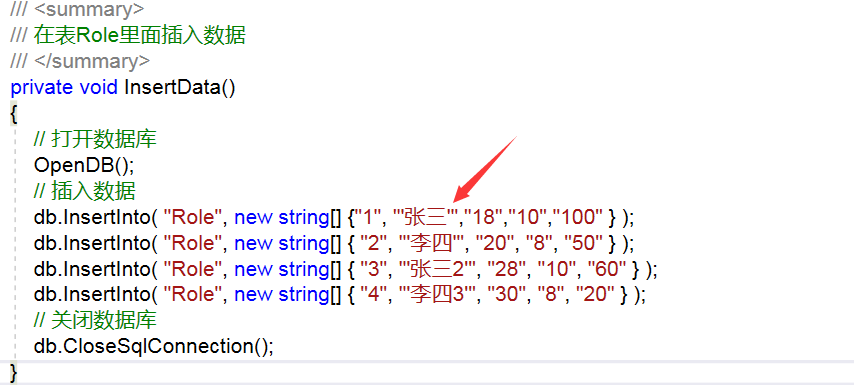 /// <summary>
/// 在表Role里面插入数据
/// </summary>
private void InsertData()
{
// 打开数据库
OpenDB();
// 插入数据
db.InsertInto( "Role", new string[] {"1", "'张三'","18","10","100" } );
db.InsertInto( "Role", new string[] { "2", "'李四'", "20", "8", "50" } );
db.InsertInto( "Role", new string[] { "3", "'张三2'", "28", "10", "60" } );
db.InsertInto( "Role", new string[] { "4", "'李四3'", "30", "8", "20" } );
// 关闭数据库
db.CloseSqlConnection();
}